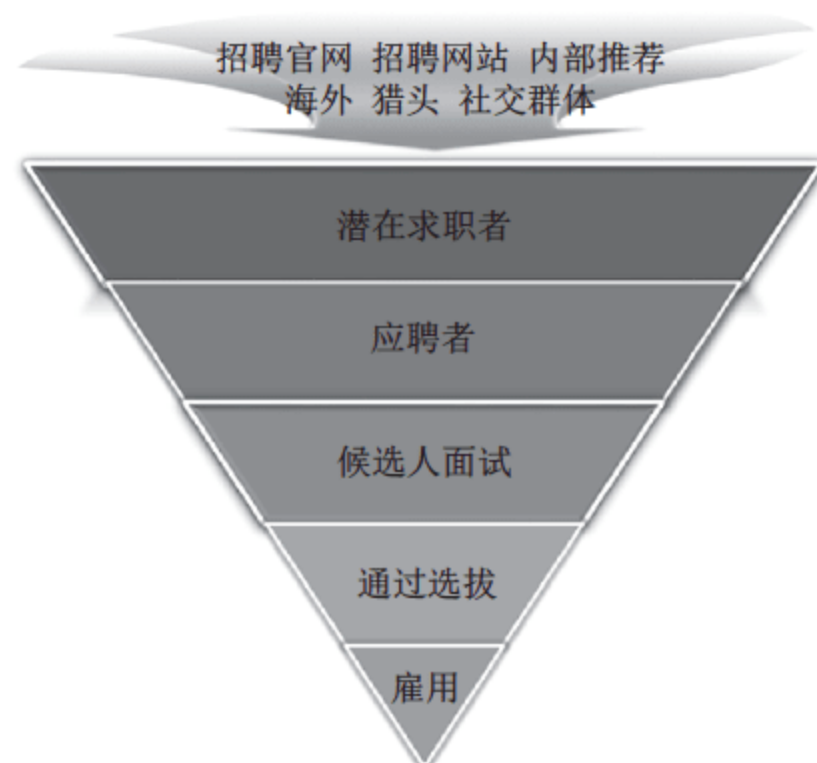 招聘官网 招聘网站 内部推荐
海外 猎头 社交群体
潜在求职者
应聘者
候选人面试
通过选拔
雇用